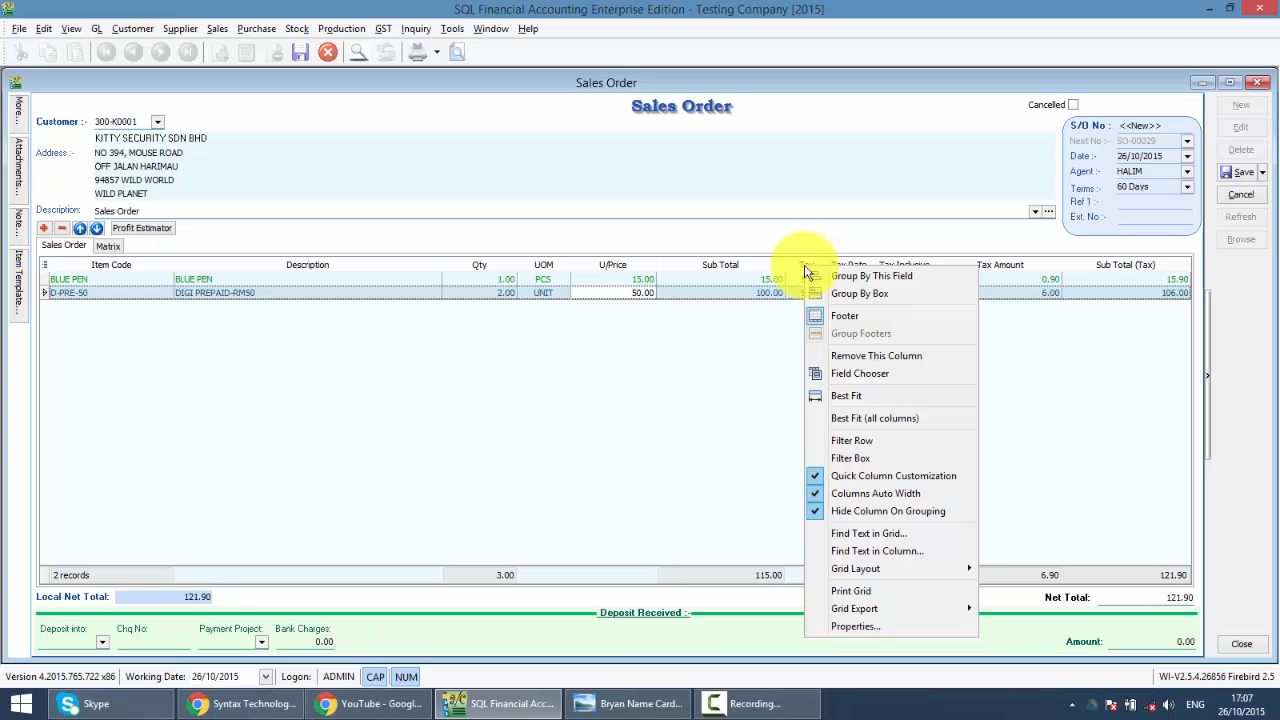 SQL Financial Accounting Enterprise Edition - Testing Company [2015]
File Edit View GL Customer Supplier Sales Purchase Stock Production GST Inquiry Tools Window Help
Sales Order
Sales Order
Cancelled
More...
Attachments...
Note...
Item Template...
Customer :- 300-K0001
KITTY SECURITY SDN BHD
Address :- NO 394, MOUSE ROAD
OFF JALAN HARIMAU
94857 WILD WORLD
WILD PLANET
Description :- Sales Order
S/O No : <<New>>
Next No :- SO-00029
Date :- 26/10/2015
Agent :- HALIM
Terms :- 60 Days
Ref 1 :-
Ext. No :-
New
Edit
Delete
Save
Cancel
Refresh
Browse
Profit Estimator
Sales Order Matrix
Item Code Description Qty UOM U/Price Sub Total Tax Tax Rate Tax Inclusive Tax Amount Sub Total (Tax)
BLUE PEN BLUE PEN 1.00 PCS 15.00 15.00 0.90 15.90
D-PRE-50 DIGI PREPAID-RM50 2.00 UNIT 50.00 100.00 6.00 106.00
Group By This Field
Group By Box
Footer
Group Footers
Remove This Column
Field Chooser
Best Fit
Best Fit (all columns)
Filter Row
Filter Box
Quick Column Customization
Columns Auto Width
Hide Column On Grouping
Find Text in Grid...
Find Text in Column...
Grid Layout
Print Grid
Grid Export
Properties...
2 records 3.00 115.00 6.90 121.90
Local Net Total: 121.90 Net Total: 121.90
Deposit Received :-
Deposit into: Chq No: Payment Project: Bank Charges:
0.00
Amount: 0.00
Close
Version 4.2015.765.722 x86 Working Date: 26/10/2015 Logon: ADMIN CAP NUM WI-V2.5.4.26856 Firebird 2.5
Skype Syntax Technolog... YouTube - Googl... SQL Financial Acc... Bryan Name Card... Recording...
ENG 17:07
26/10/2015